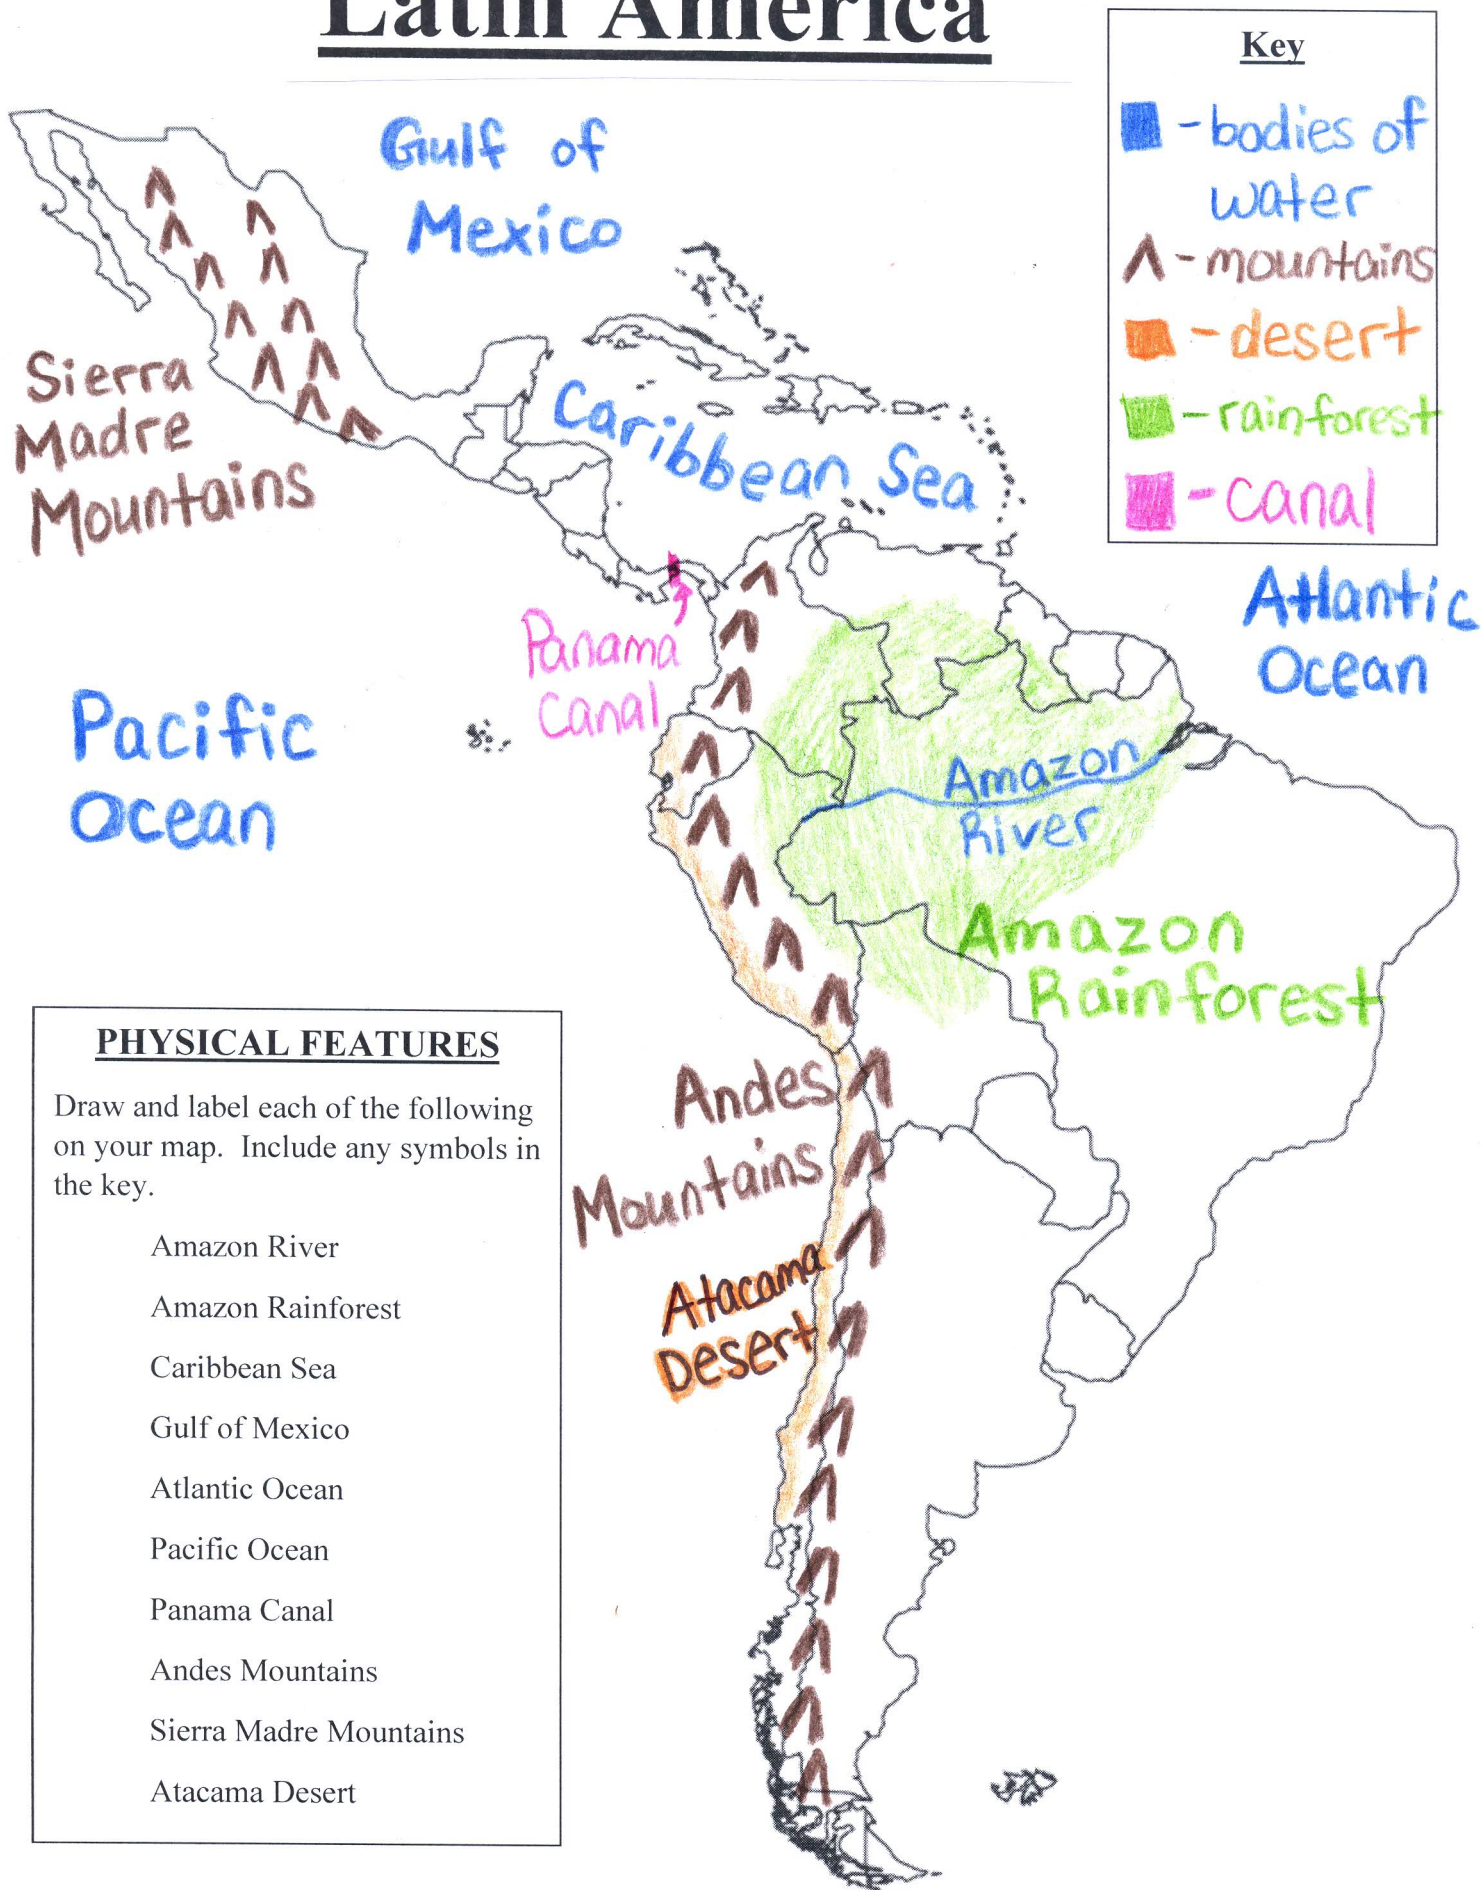 Latin America
Key
- bodies of
water
- mountains
- desert
- rainforest
- canal
Gulf of
Mexico
Sierra
Madre
Mountains
Caribbean Sea
Panama
Canal
Atlantic
Ocean
Pacific
Ocean
Amazon
River
Amazon
Rainforest
Andes
Mountains
Atacama
Desert
PHYSICAL FEATURES
Draw and label each of the following
on your map.  Include any symbols in
the key.
Amazon River
Amazon Rainforest
Caribbean Sea
Gulf of Mexico
Atlantic Ocean
Pacific Ocean
Panama Canal
Andes Mountains
Sierra Madre Mountains
Atacama Desert